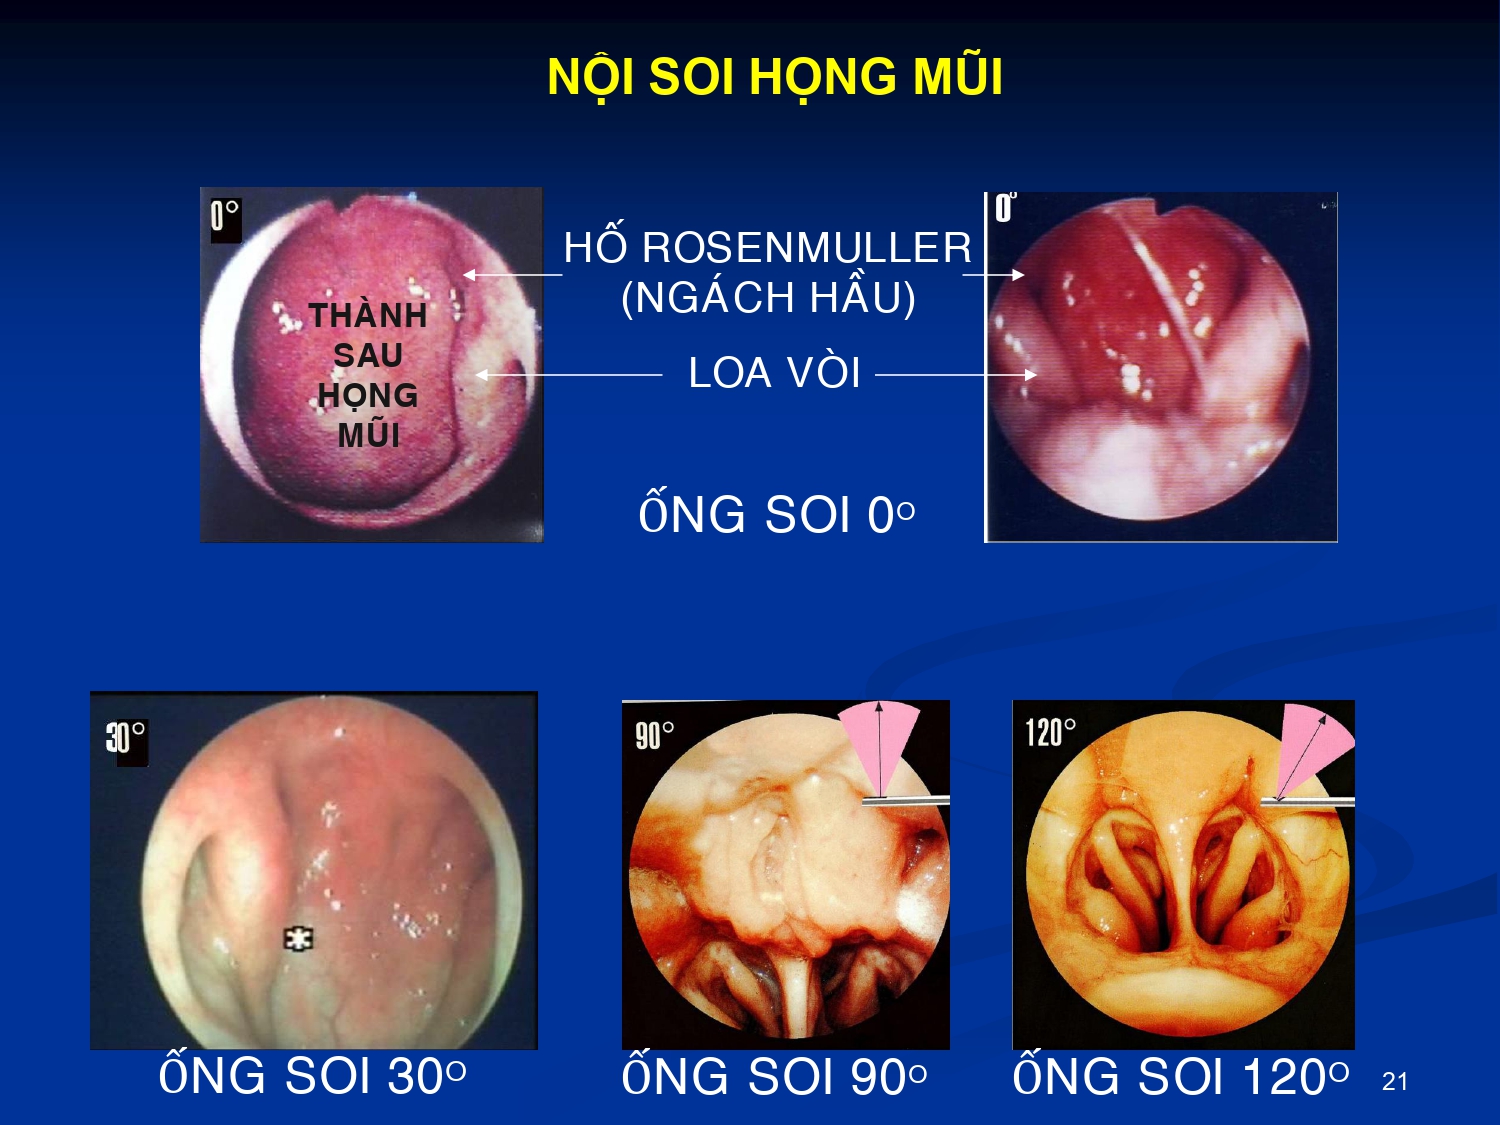 NỘI SOI HỌNG MŨI
0°
HỐ ROSENMULLER
(NGÁCH HẦU)
0°
THÀNH
SAU
HỌNG
MŨI
LOA VÒI
ỐNG SOI 0O
30°
90°
120°
ỐNG SOI 30O
ỐNG SOI 90O
ỐNG SOI 120O
21